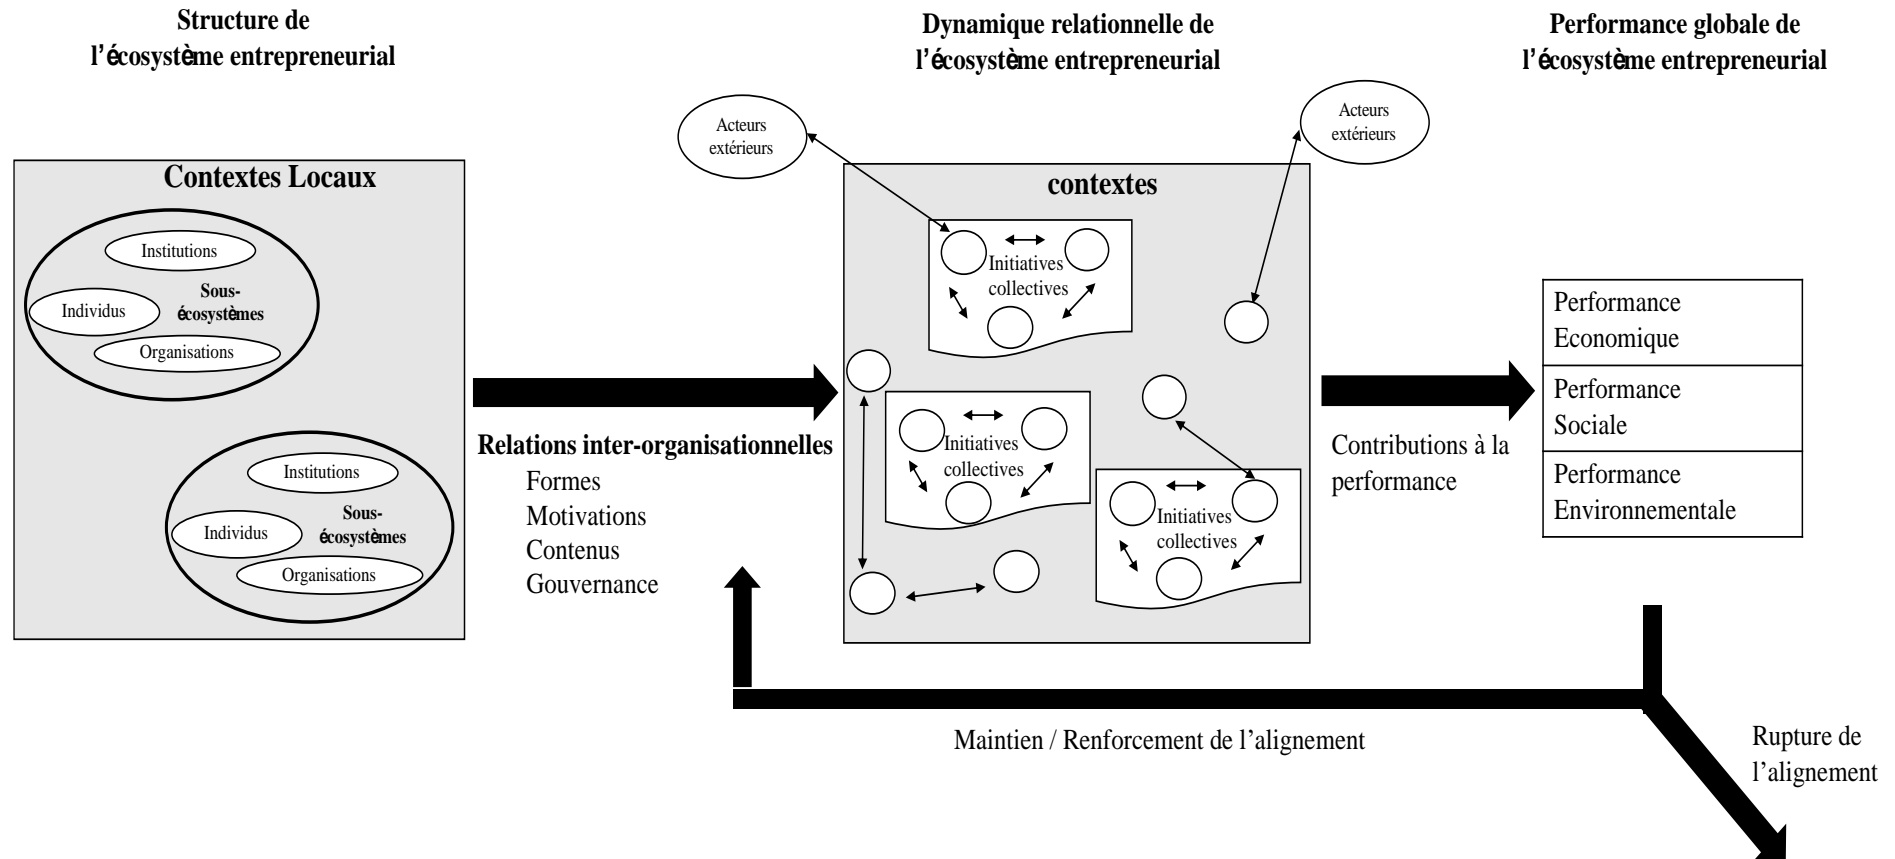 Structure de
l’écosystème entrepreneurial
Dynamique relationnelle de
l’écosystème entrepreneurial
Performance globale de
l’écosystème entrepreneurial
Acteurs
extérieurs
Acteurs
extérieurs
Contextes Locaux
Institutions
Individus
Sous-
écosystèmes
Organisations
Institutions
Individus
Sous-
écosystèmes
Organisations
Relations inter-organisationnelles
Formes
Motivations
Contenus
Gouvernance
contextes
Initiatives
collectives
Initiatives
collectives
Initiatives
collectives
Contributions à la
performance
Performance
Economique
Performance
Sociale
Performance
Environnementale
Maintien / Renforcement de l’alignement
Rupture de
l’alignement